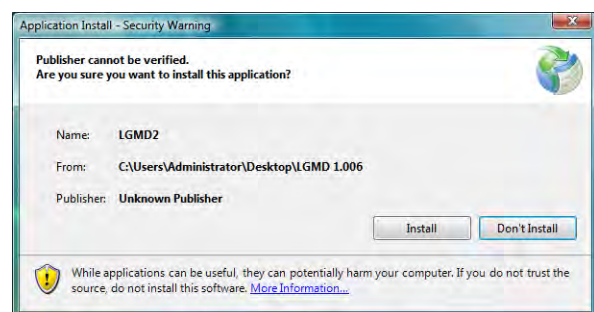 Application Install - Security Warning
Publisher cannot be verified.
Are you sure you want to install this application?
Name: LGMD2
From: C:\Users\Administrator\Desktop\LGMD 1.006
Publisher: Unknown Publisher
Install Don't Install
While applications can be useful, they can potentially harm your computer. If you do not trust the
source, do not install this software. More Information...